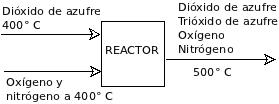 Dióxido de azufre
400° C
Oxígeno y
nitrógeno a 400° C
REACTOR
Dióxido de azufre
Trióxido de azufre
Oxígeno
Nitrógeno
500° C